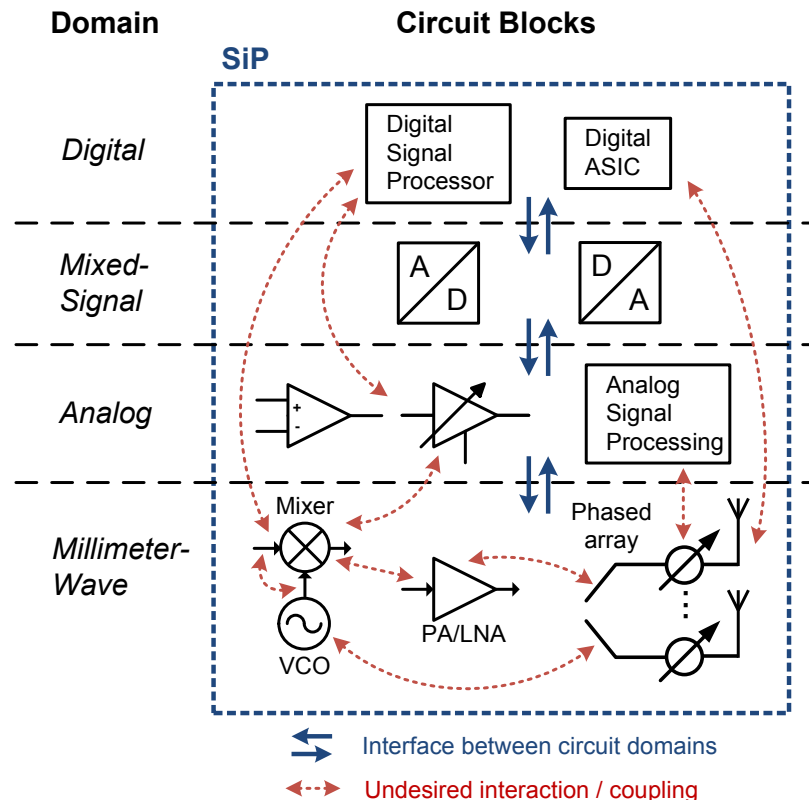 Domain
Circuit Blocks
SiP
Digital
Digital
Signal
Processor
Digital
ASIC
Mixed-
Signal
A
D
D
A
Analog
+
-
Analog
Signal
Processing
Millimeter-
Wave
Mixer
Phased
array
PA/LNA
VCO
Interface between circuit domains
Undesired interaction / coupling